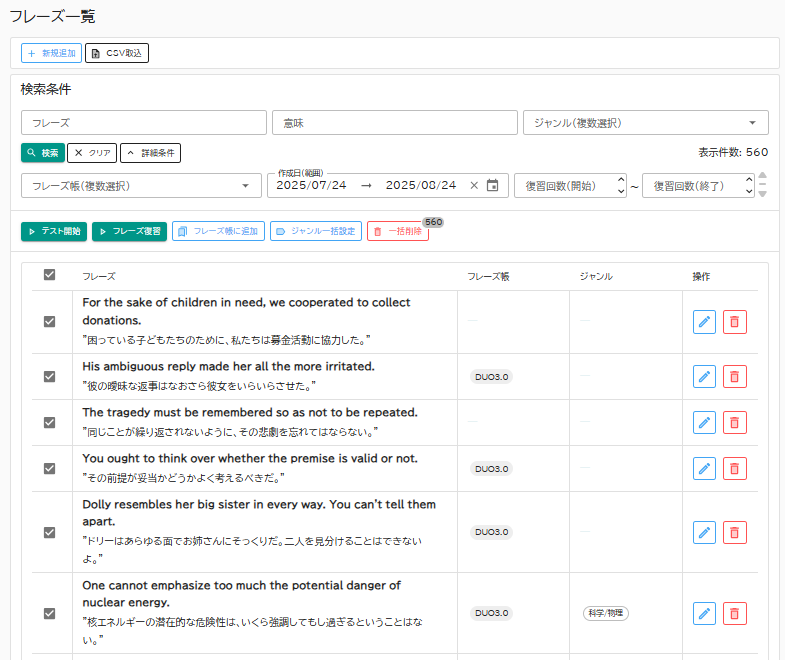 フレーズ一覧
+ 新規追加 CSV取込
検索条件
フレーズ 意味 ジャンル(複数選択)
検索 クリア 詳細条件 表示件数: 560
作成日(範囲)
フレーズ帳(複数選択) 2025/07/24 → 2025/08/24 復習回数(開始) ~ 復習回数(終了)
560
テスト開始 フレーズ復習 フレーズ帳に追加 ジャンル一括設定 一括削除
フレーズ フレーズ帳 ジャンル 操作
For the sake of children in need, we cooperated to collect
donations.
"困っている子どもたちのために、私たちは募金活動に協力した。"
His ambiguous reply made her all the more irritated.
DUO3.0
"彼の曖昧な返事はなおさら彼女をいらいらさせた。"
The tragedy must be remembered so as not to be repeated.
"同じことが繰り返されないように、その悲劇を忘れてはならない。"
You ought to think over whether the premise is valid or not.
DUO3.0
"その前提が妥当かどうかよく考えるべきだ。"
Dolly resembles her big sister in every way. You can't tell them
apart.
DUO3.0
"ドリーはあらゆる面でお姉さんにそっくりだ。二人を見分けることはできない
よ。"
One cannot emphasize too much the potential danger of
nuclear energy.
DUO3.0 科学/物理
"核エネルギーの潜在的な危険性は、いくら強調してもし過ぎるということはな
い。"